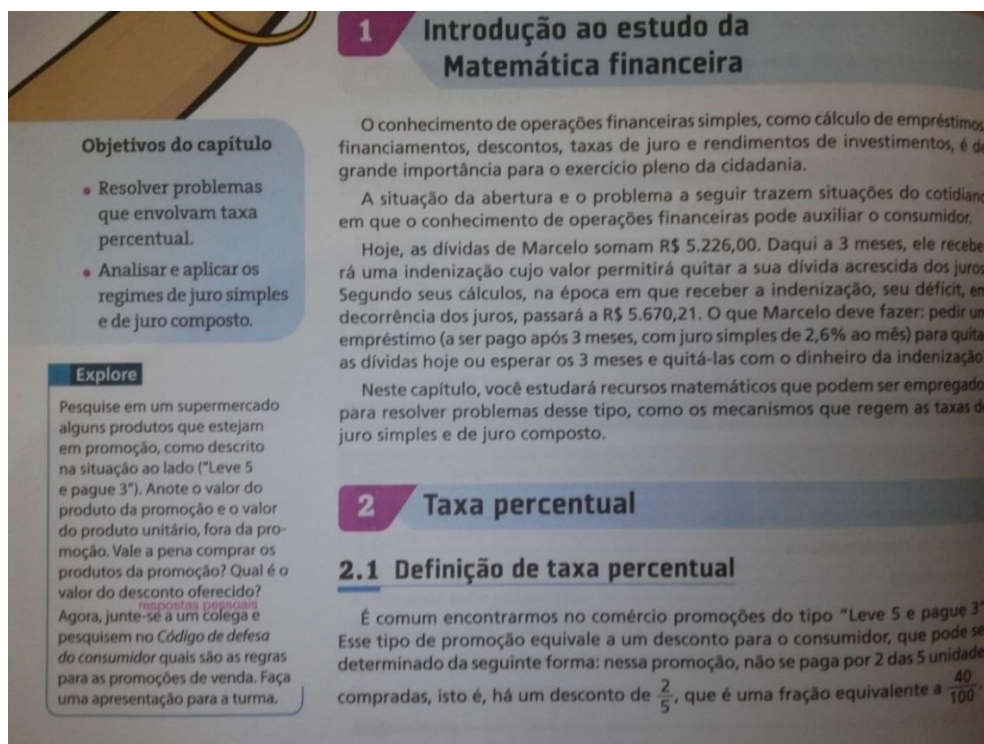 1 Introdução ao estudo da
Matemática financeira
Objetivos do capítulo
• Resolver problemas
que envolvam taxa
percentual.
• Analisar e aplicar os
regimes de juro simples
e de juro composto.
Explore
Pesquise em um supermercado
alguns produtos que estejam
em promoção, como descrito
na situação ao lado ("Leve 5
e pague 3"). Anote o valor do
produto da promoção e o valor
do produto unitário, fora da pro-
moção. Vale a pena comprar os
produtos da promoção? Qual é o
valor do desconto oferecido?
respostas pessoais
Agora, junte-se a um colega e
pesquisem no Código de defesa
do consumidor quais são as regras
para as promoções de venda. Faça
uma apresentação para a turma.
O conhecimento de operações financeiras simples, como cálculo de empréstimos,
financiamentos, descontos, taxas de juro e rendimentos de investimentos, é de
grande importância para o exercício pleno da cidadania.
A situação da abertura e o problema a seguir trazem situações do cotidiano
em que o conhecimento de operações financeiras pode auxiliar o consumidor.
Hoje, as dívidas de Marcelo somam R$ 5.226,00. Daqui a 3 meses, ele recebe
rá uma indenização cujo valor permitirá quitar a sua dívida acrescida dos juros
Segundo seus cálculos, na época em que receber a indenização, seu déficit, em
decorrência dos juros, passará a R$ 5.670,21. O que Marcelo deve fazer: pedir um
empréstimo (a ser pago após 3 meses, com juro simples de 2,6% ao mês) para quita
as dívidas hoje ou esperar os 3 meses e quitá-las com o dinheiro da indenização
Neste capítulo, você estudará recursos matemáticos que podem ser empregado
para resolver problemas desse tipo, como os mecanismos que regem as taxas de
juro simples e de juro composto.
2 Taxa percentual
2.1 Definição de taxa percentual
É comum encontrarmos no comércio promoções do tipo "Leve 5 e pague 3"
Esse tipo de promoção equivale a um desconto para o consumidor, que pode se
determinado da seguinte forma: nessa promoção, não se paga por 2 das 5 unidade
compradas, isto é, há um desconto de 2/5, que é uma fração equivalente a 40/100.